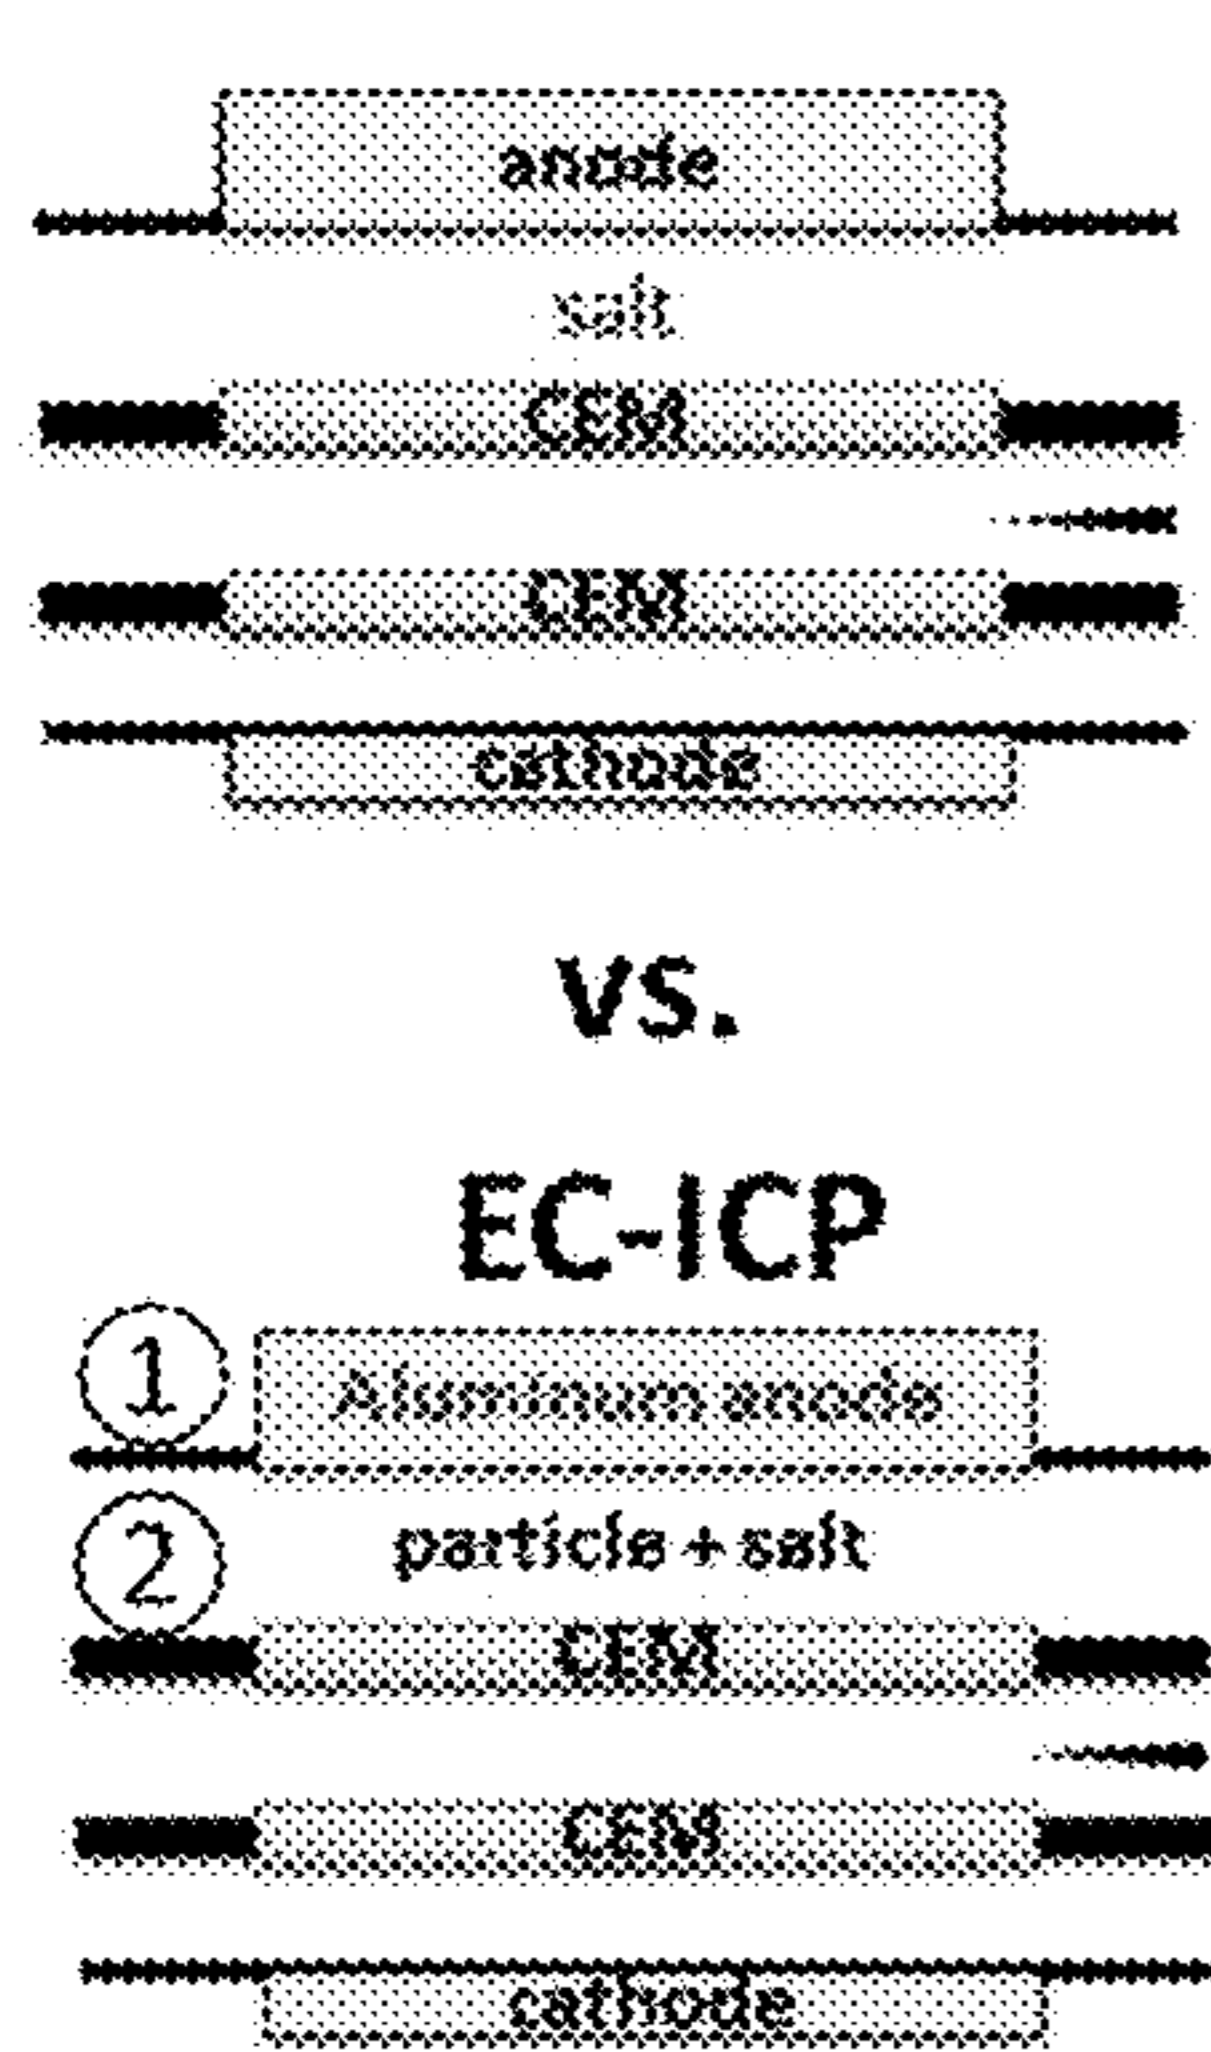 anode
salt
CEM
CEM
cathode
vs.
EC-ICP
1
Aluminum anode
2
particle + salt
CEM
CEM
cathode